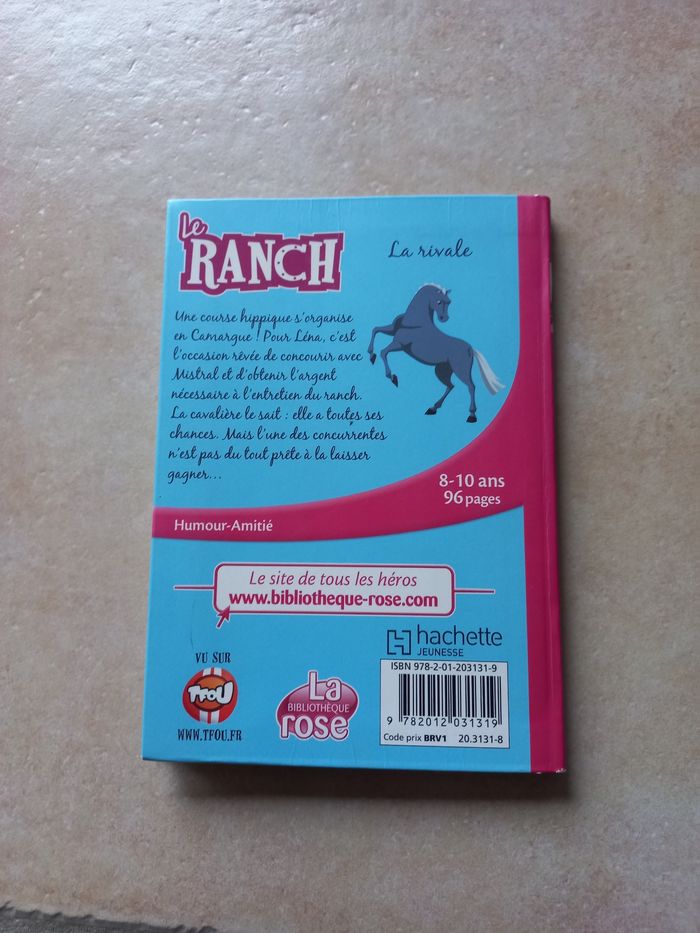 Le
RANCH
La rivale
Une course hippique s'organise
en Camargue ! Pour Léna, c'est
l'occasion rêvée de concourir avec
Mistral et d'obtenir l'argent
nécessaire à l'entretien du ranch.
La cavalière le sait : elle a toutes ses
chances. Mais l'une des concurrentes
n'est pas du tout prête à la laisser
gagner...
8-10 ans
96 pages
Humour-Amitié
Le site de tous les héros
www.bibliotheque-rose.com
hachette
JEUNESSE
VU SUR
TFOU
WWW.TFOU.FR
La
BIBLIOTHÈQUE
rose
ISBN 978-2-01-203131-9
9 782012 031319
Code prix BRV1 20.3131-8